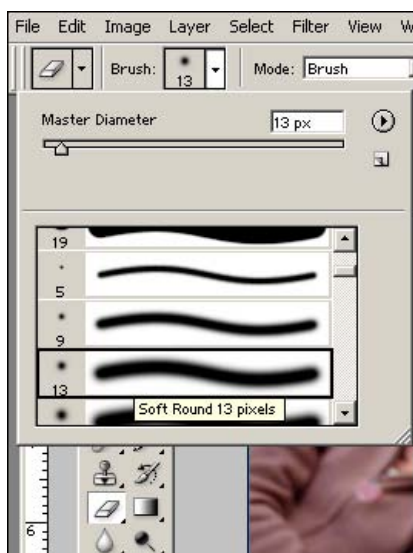 File Edit Image Layer Select Filter View
Brush: 13 Mode: Brush
Master Diameter 13 px
19
5
9
13
Soft Round 13 pixels
6